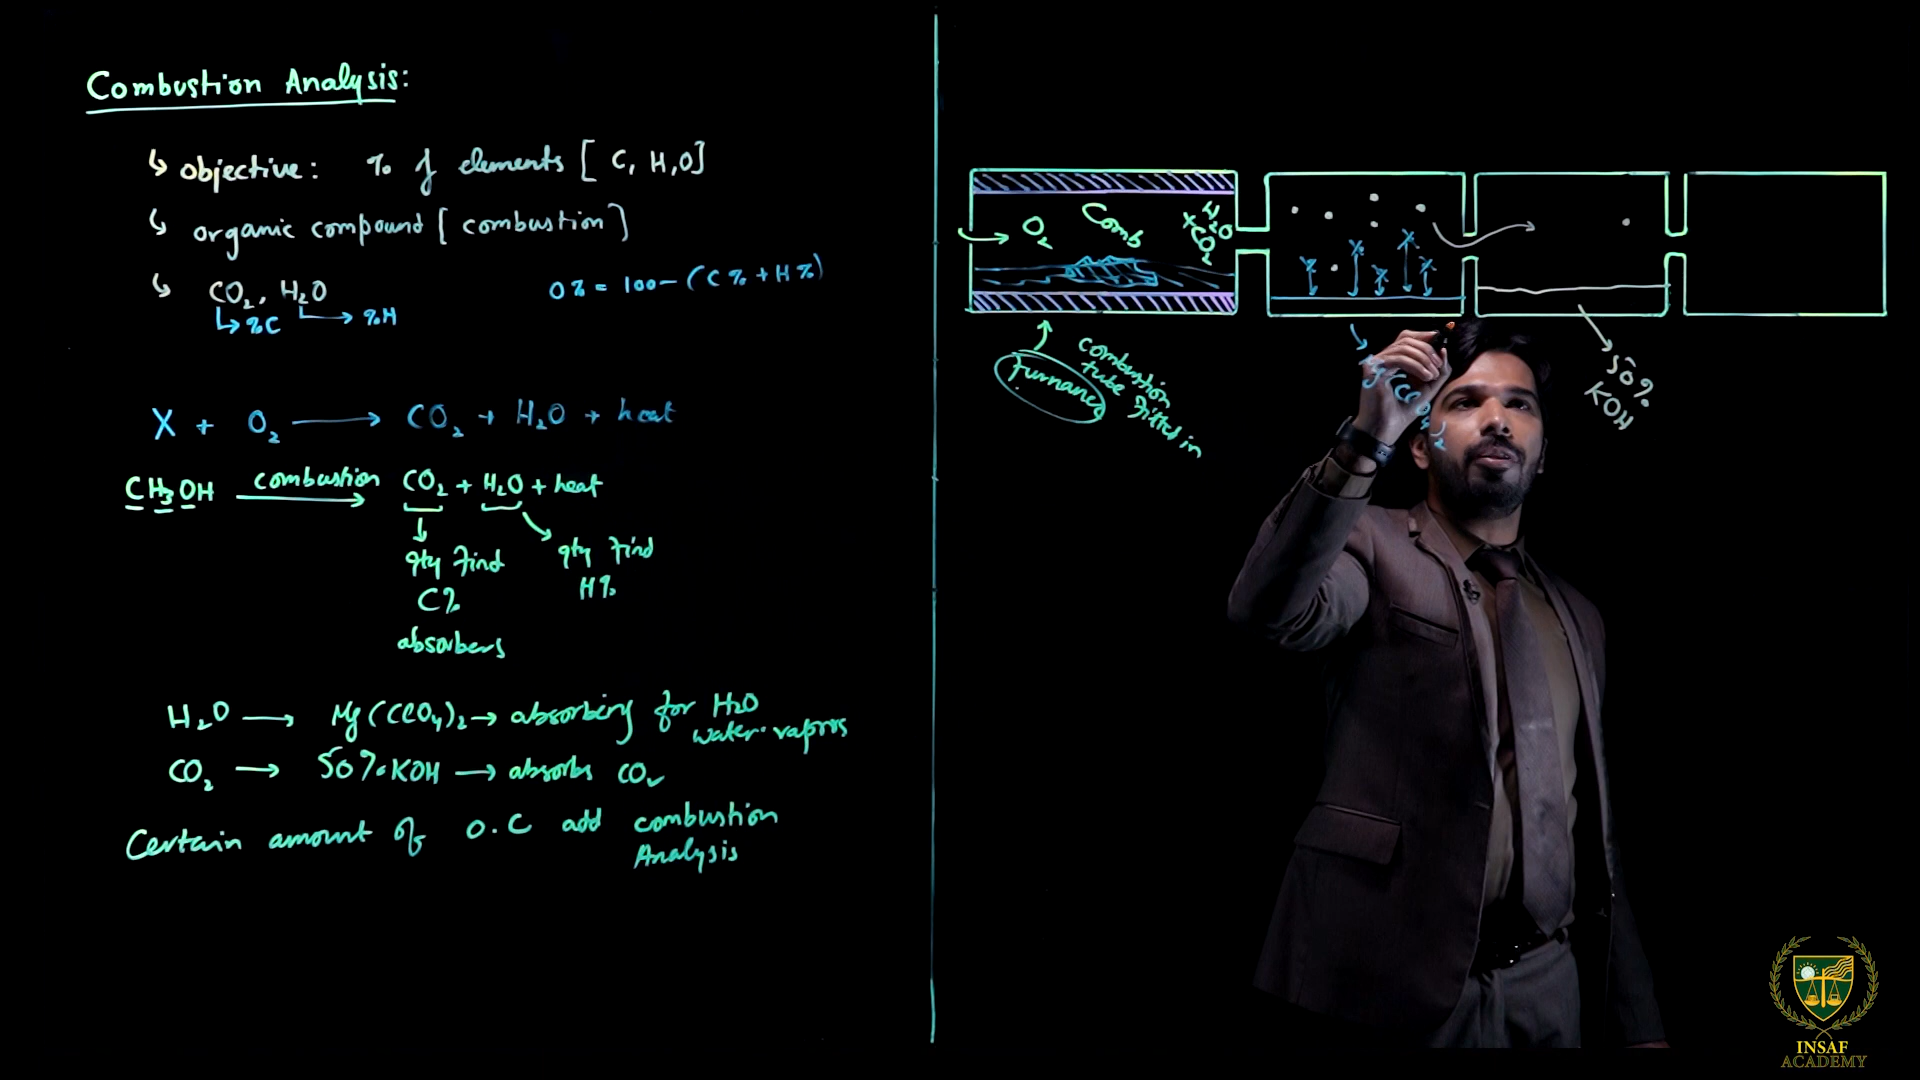 Combustion Analysis:
↳ objective: % of elements [C, H, O]
↳ organic compound [combustion]
↳ CO₂, H₂O
↳ %C → %H
O% = 100 - (C% + H%)
X + O₂ → CO₂ + H₂O + heat
CH₃OH combustion → CO₂ + H₂O + heat
qty find
C%
absorbers
qty find
H%
H₂O → Mg(ClO₄)₂ → absorbing for H₂O
water vapors
CO₂ → 50% KOH → absorbs CO₂
Certain amount of O.C add combustion
Analysis
O₂ Comb
H₂O
+
CO₂
furnance
combustion
tube fitted in
50%
KOH
INSAF
ACADEMY